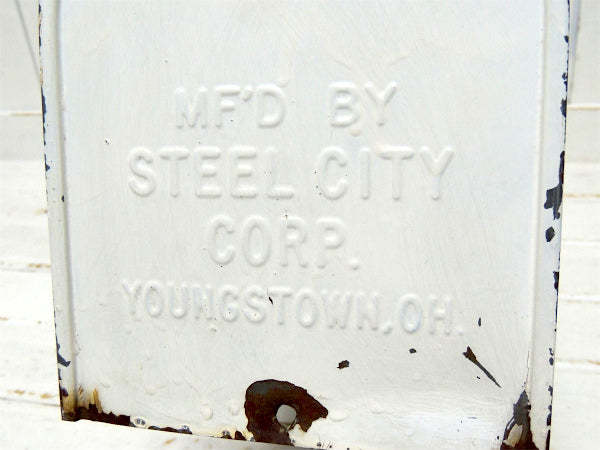 MF'D BY
STEEL CITY
CORP.
YOUNGSTOWN, OH.